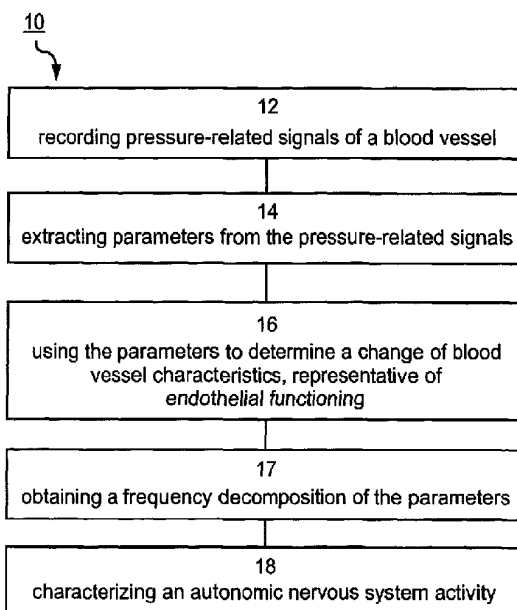 10
12
recording pressure-related signals of a blood vessel
14
extracting parameters from the pressure-related signals
16
using the parameters to determine a change of blood
vessel characteristics, representative of
endothelial functioning
17
obtaining a frequency decomposition of the parameters
18
characterizing an autonomic nervous system activity